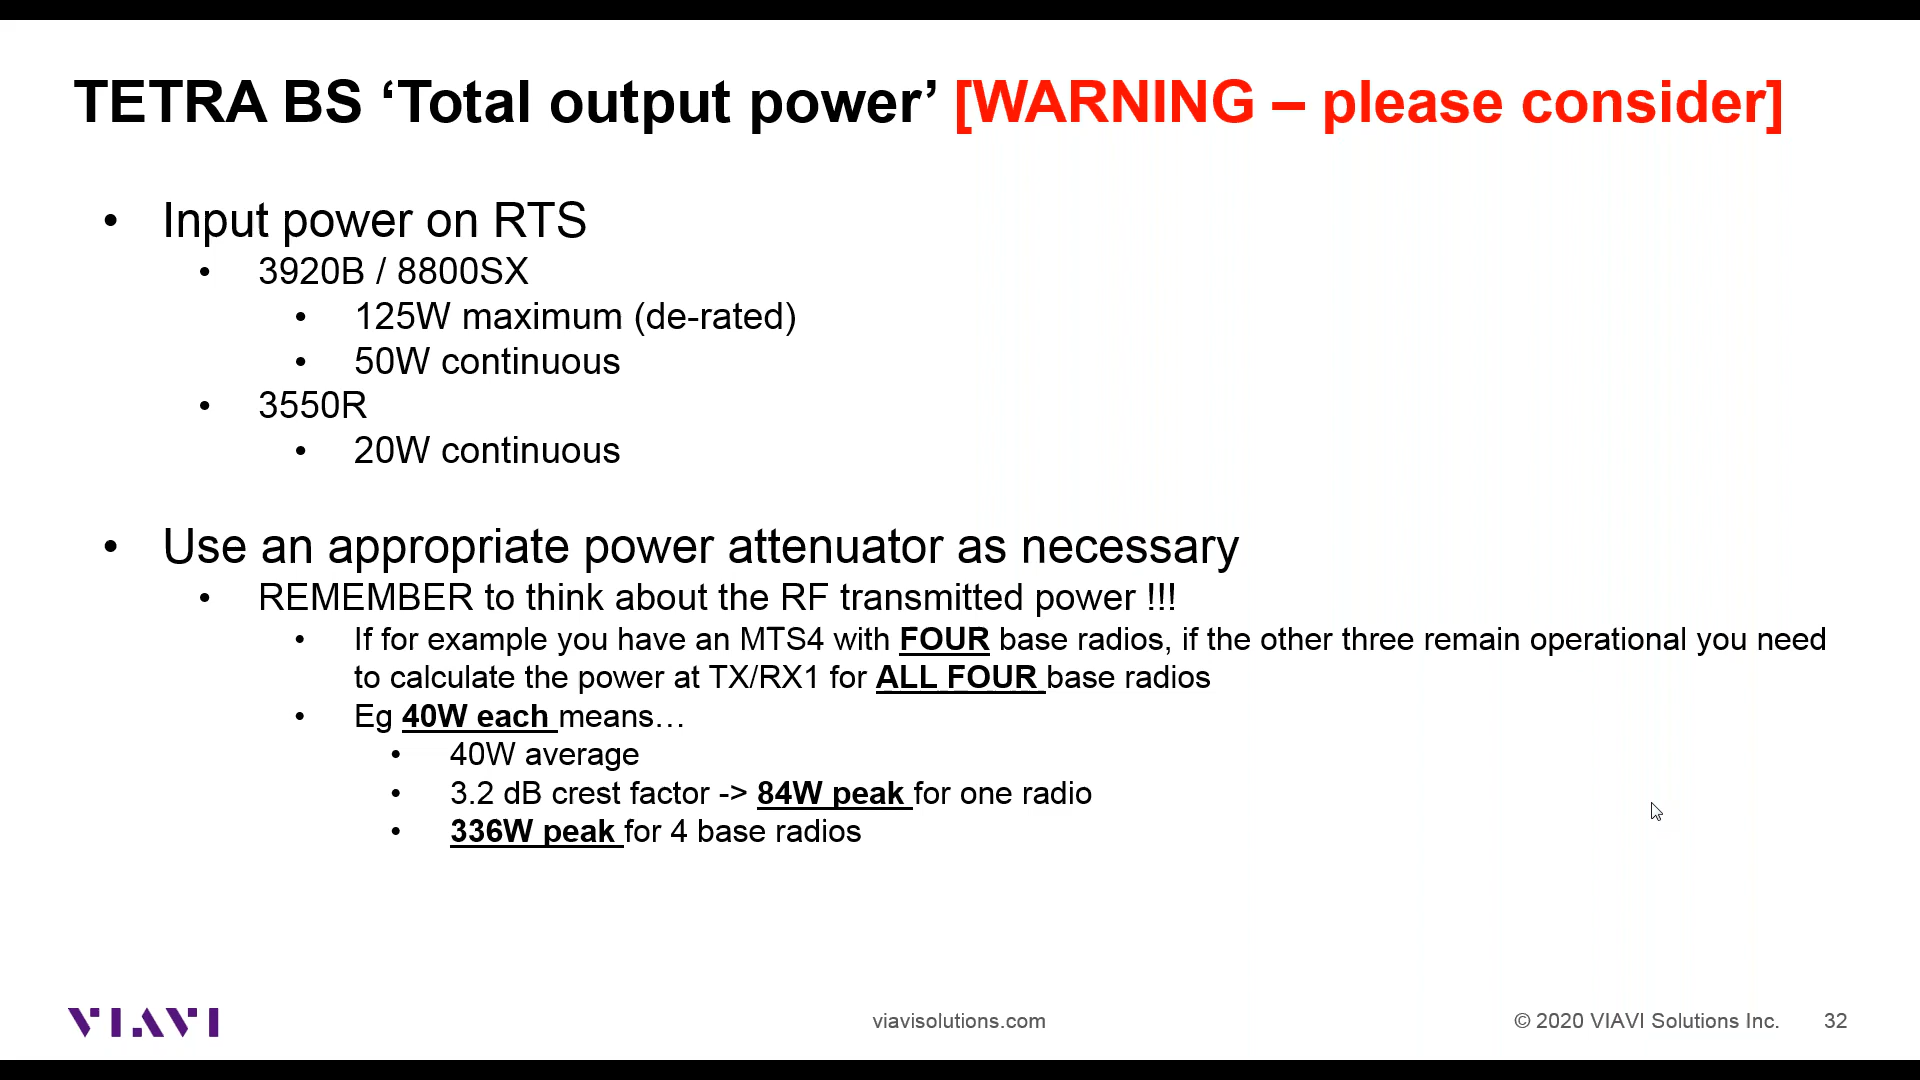 TETRA BS ‘Total output power’ [WARNING – please consider]
• Input power on RTS
• 3920B / 8800SX
• 125W maximum (de-rated)
• 50W continuous
• 3550R
• 20W continuous
• Use an appropriate power attenuator as necessary
• REMEMBER to think about the RF transmitted power !!!
• If for example you have an MTS4 with FOUR base radios, if the other three remain operational you need
to calculate the power at TX/RX1 for ALL FOUR base radios
• Eg 40W each means…
• 40W average
• 3.2 dB crest factor -> 84W peak for one radio
• 336W peak for 4 base radios
VIAVI
viavisolutions.com
© 2020 VIAVI Solutions Inc.
32